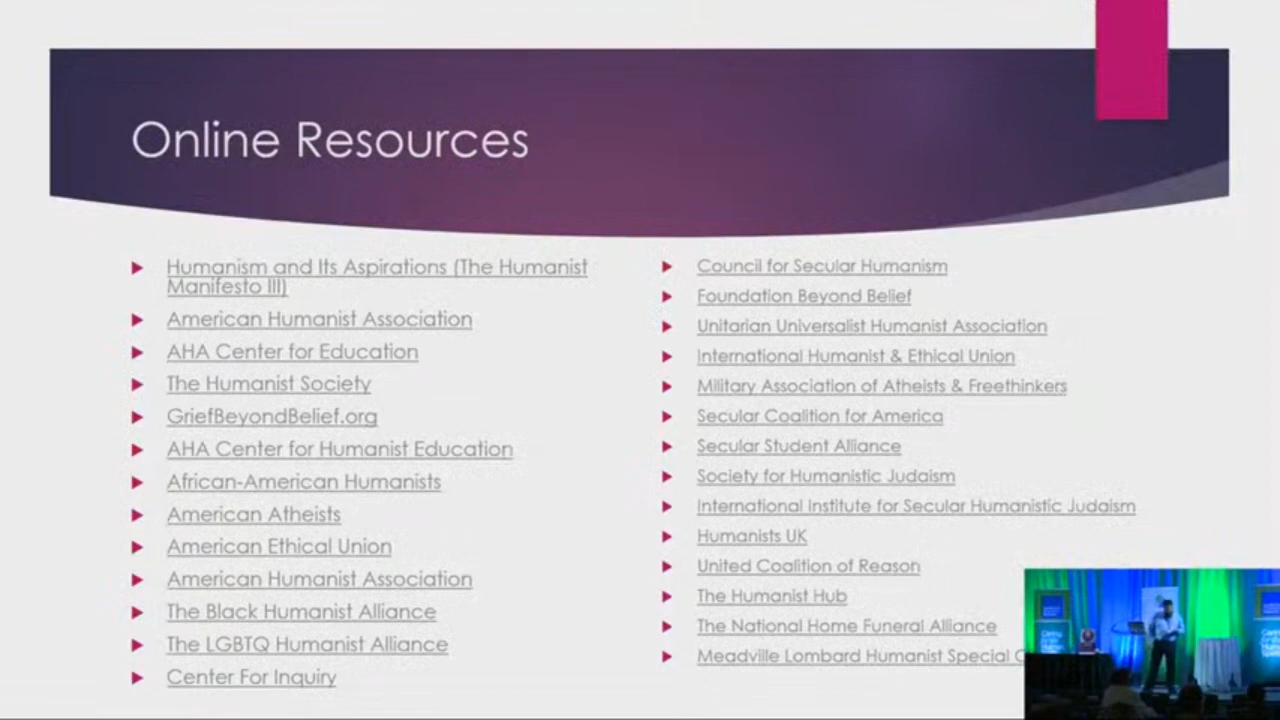 Online Resources
Humanism and Its Aspirations (The Humanist
Manifesto III)
American Humanist Association
AHA Center for Education
The Humanist Society
GriefBeyondBelief.org
AHA Center for Humanist Education
African-American Humanists
American Atheists
American Ethical Union
American Humanist Association
The Black Humanist Alliance
The LGBTQ Humanist Alliance
Center For Inquiry
Council for Secular Humanism
Foundation Beyond Belief
Unitarian Universalist Humanist Association
International Humanist & Ethical Union
Military Association of Atheists & Freethinkers
Secular Coalition for America
Secular Student Alliance
Society for Humanistic Judaism
International Institute for Secular Humanistic Judaism
Humanists UK
United Coalition of Reason
The Humanist Hub
The National Home Funeral Alliance
Meadville Lombard Humanist Special